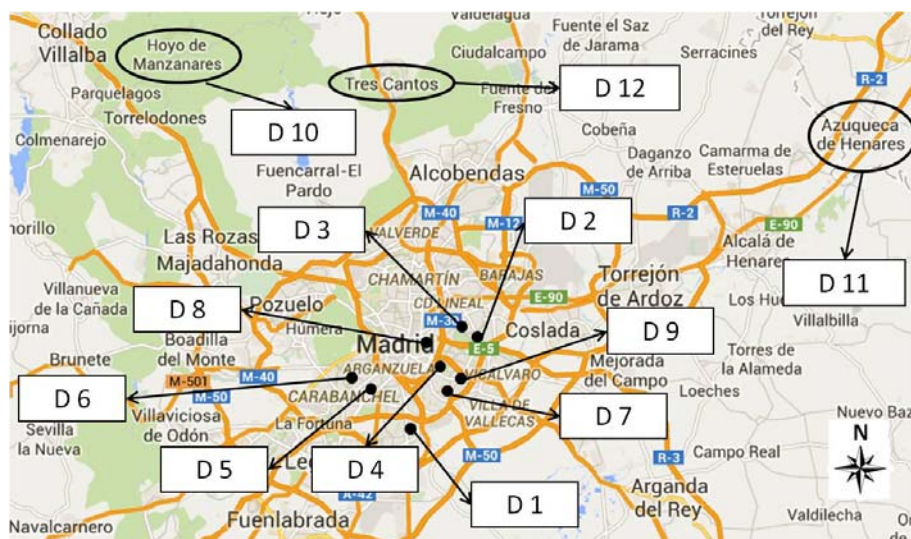 Collado
Villalba
Hoyo de
Manzanares
Valdelagua
Fuente el Saz
de Jarama
Torrejón
del Rey
Ciudalcampo
Serracines
R-2
Parquelagos
Tres Cantos
Fuente de
Fresno
D 12
Torrelodones
D 10
Colmenarejo
Cobeña
Azuqueca
de Henares
Fuencarral-El
Pardo
Alcobendas
Daganzo
de Arriba
Camarma de
Esteruelas
M-50
M-40
R-2
D 3
D 2
M-12
E-90
VALVERDE
Las Rozas
Majadahonda
Alcalá de
Henares
CHAMARTÍN
BARAJAS
Torrejón
de Ardoz
D 11
Villanueva
de la Cañada
D 8
Pozuelo
CD LINEAL
E-90
Los Hue
Villalbilla
Húmera
M-30
Coslada
D 9
Boadilla
del Monte
Madrid
E-5
Brunete
ARGANZUELA
VICALVARO
Mejorada
del Campo
Torres de
la Alameda
M-501
M-40
Loeches
D 6
M-50
CARABANCHEL
D 7
Villaviciosa
de Odón
La Fortuna
VILLA DE
VALLECAS
Sevilla
la Nueva
Nuevo Baz
N
D 5
Le
D 4
M-50
R-3
Campo Real
A-42
D 1
Arganda
del Rey
Fuenlabrada
Navalcarnero
Valdilecha